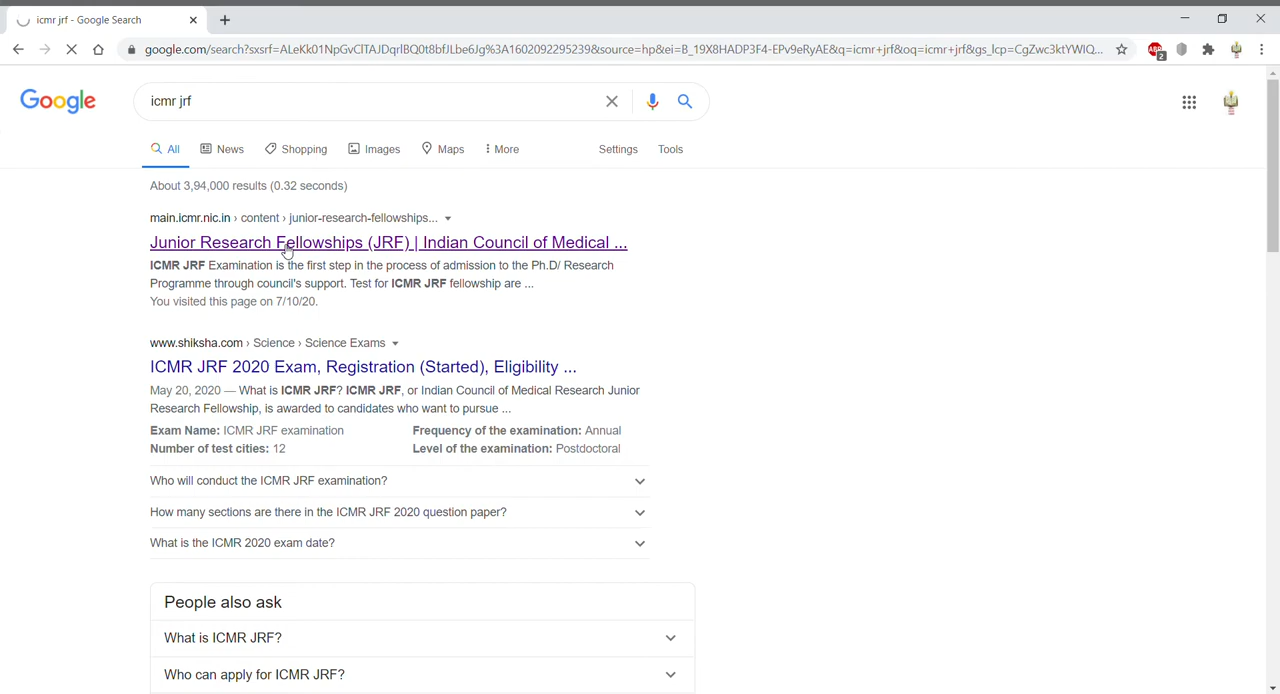 icmr jrf - Google Search
google.com/search?sxsrf=ALeKk01NpGvClTAJDqrlBQ0t8bfJLbe6Jg%3A1602092295239&source=hp&ei=B_19X8HADP3F4-EPv9eRyAE&q=icmr+jrf&oq=icmr+jrf&gs_lcp=CgZwc3ktYWIQ...
ABP
2
Google
icmr jrf
All News Shopping Images Maps More Settings Tools
About 3,94,000 results (0.32 seconds)
main.icmr.nic.in › content › junior-research-fellowships...
Junior Research Fellowships (JRF) | Indian Council of Medical ...
ICMR JRF Examination is the first step in the process of admission to the Ph.D/ Research
Programme through council's support. Test for ICMR JRF fellowship are ...
You visited this page on 7/10/20.
www.shiksha.com › Science › Science Exams
ICMR JRF 2020 Exam, Registration (Started), Eligibility ...
May 20, 2020 — What is ICMR JRF? ICMR JRF, or Indian Council of Medical Research Junior
Research Fellowship, is awarded to candidates who want to pursue ...
Exam Name: ICMR JRF examination Frequency of the examination: Annual
Number of test cities: 12 Level of the examination: Postdoctoral
Who will conduct the ICMR JRF examination?
How many sections are there in the ICMR JRF 2020 question paper?
What is the ICMR 2020 exam date?
People also ask
What is ICMR JRF?
Who can apply for ICMR JRF?